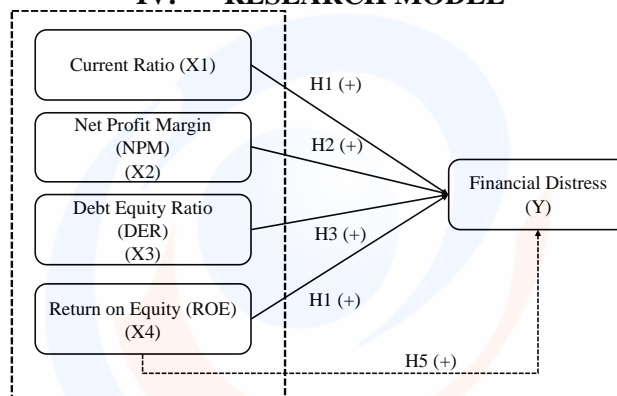 IV. RESEARCH MODEL
Current Ratio (X1)
H1 (+)
Net Profit Margin
(NPM)
(X2)
H2 (+)
Financial Distress
(Y)
Debt Equity Ratio
(DER)
(X3)
H3 (+)
Return on Equity (ROE)
(X4)
H1 (+)
H5 (+)